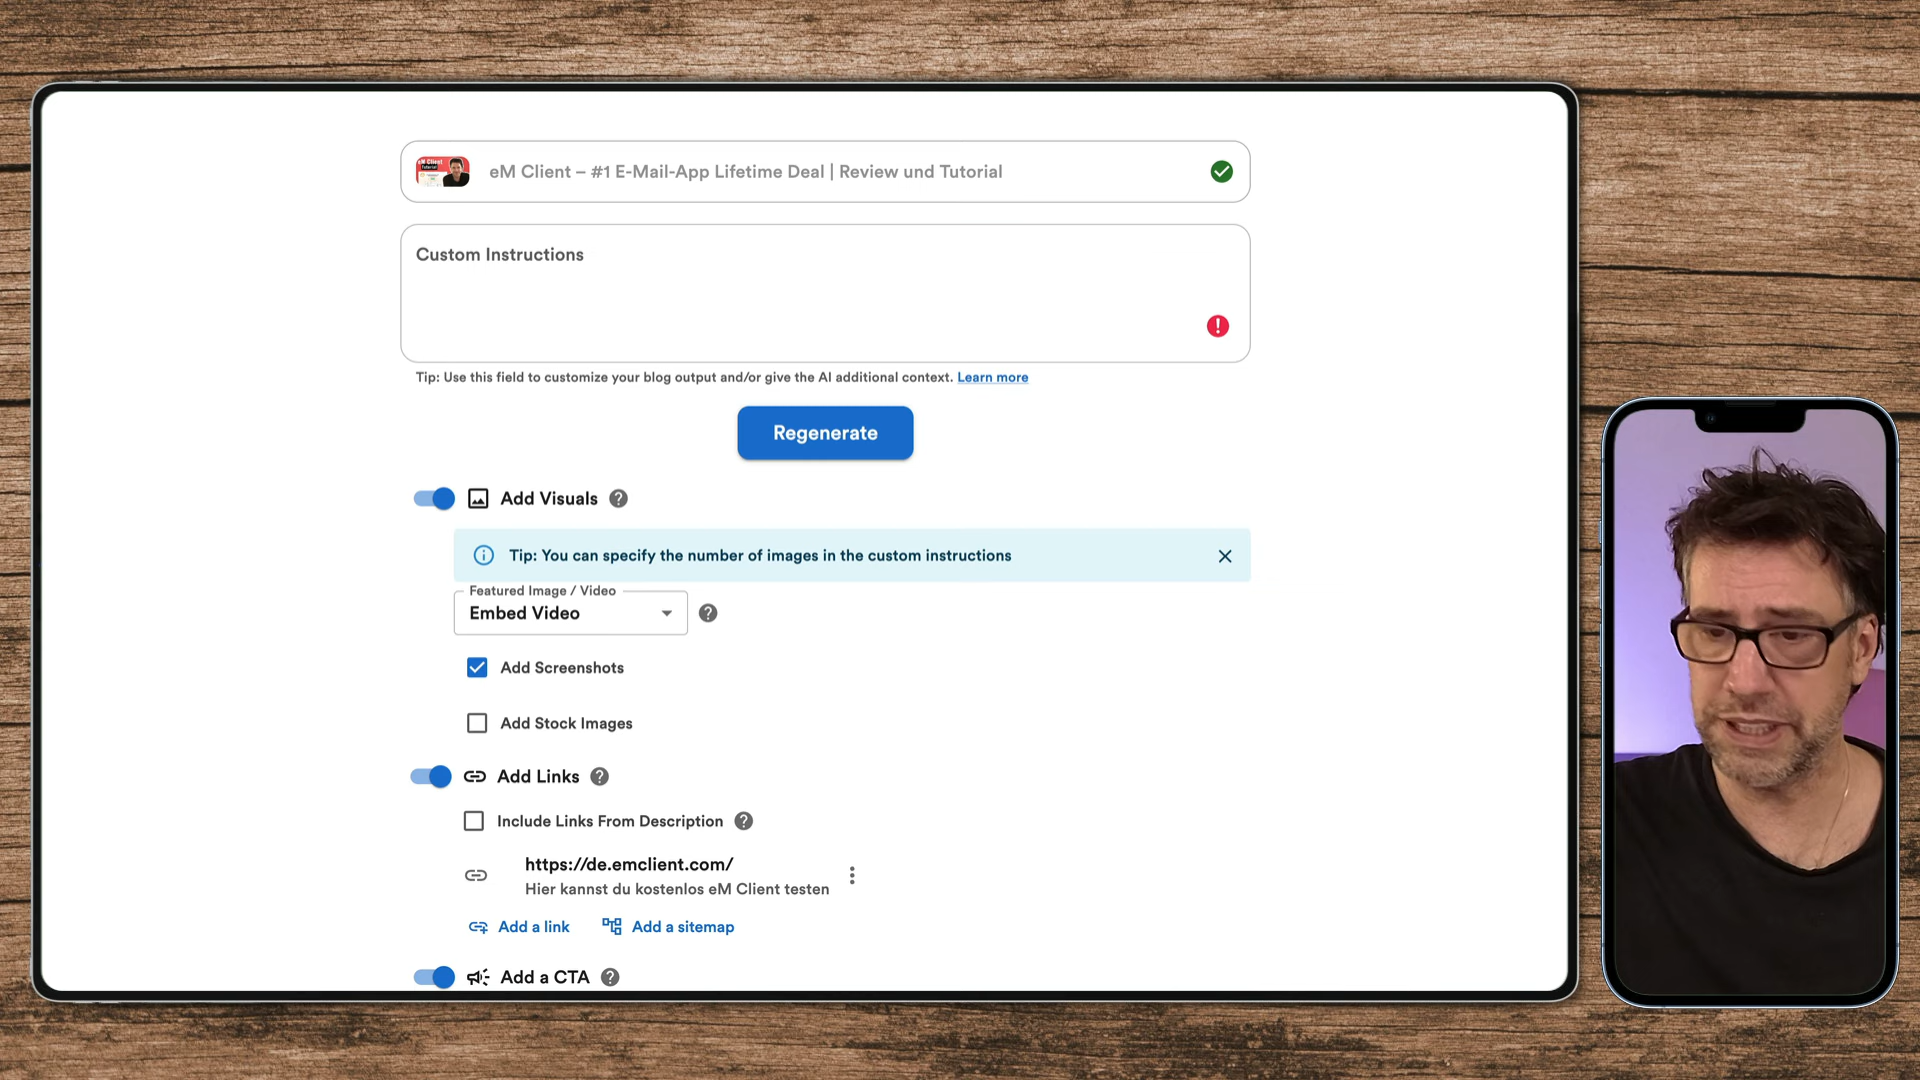 eM Client
Tutorial
eM Client – #1 E-Mail-App Lifetime Deal | Review und Tutorial
Custom Instructions
Tip: Use this field to customize your blog output and/or give the AI additional context. Learn more
Regenerate
Add Visuals
Tip: You can specify the number of images in the custom instructions
Featured Image / Video
Embed Video
Add Screenshots
Add Stock Images
Add Links
Include Links From Description
https://de.emclient.com/
Hier kannst du kostenlos eM Client testen
Add a link
Add a sitemap
Add a CTA